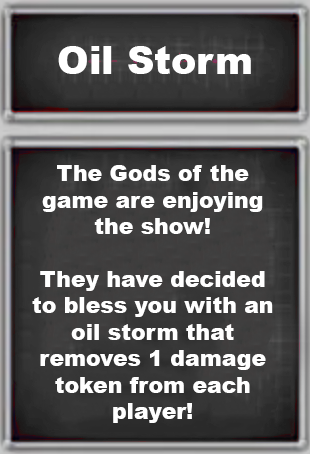 Oil Storm
The Gods of the
game are enjoying
the show!
They have decided
to bless you with an
oil storm that
removes 1 damage
token from each
player!